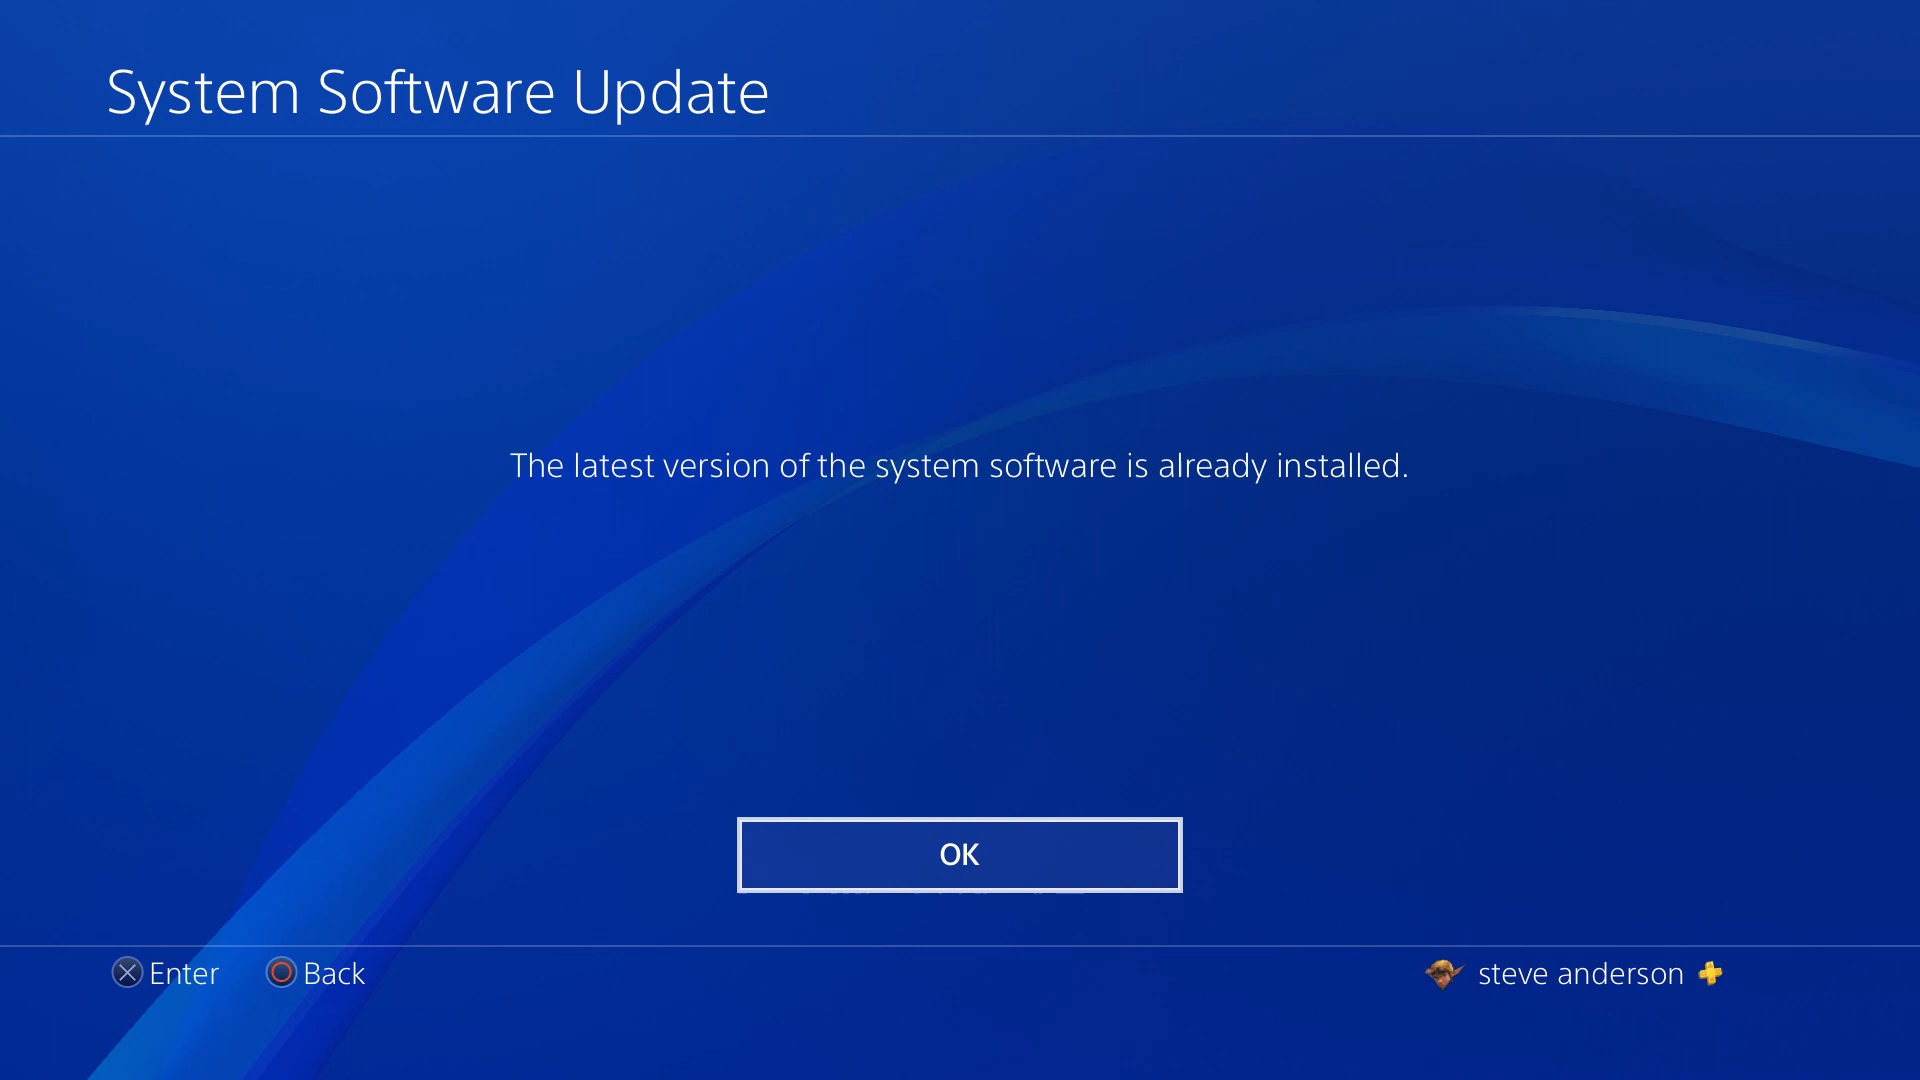 System Software Update
The latest version of the system software is already installed.
OK
Enter Back
steve anderson